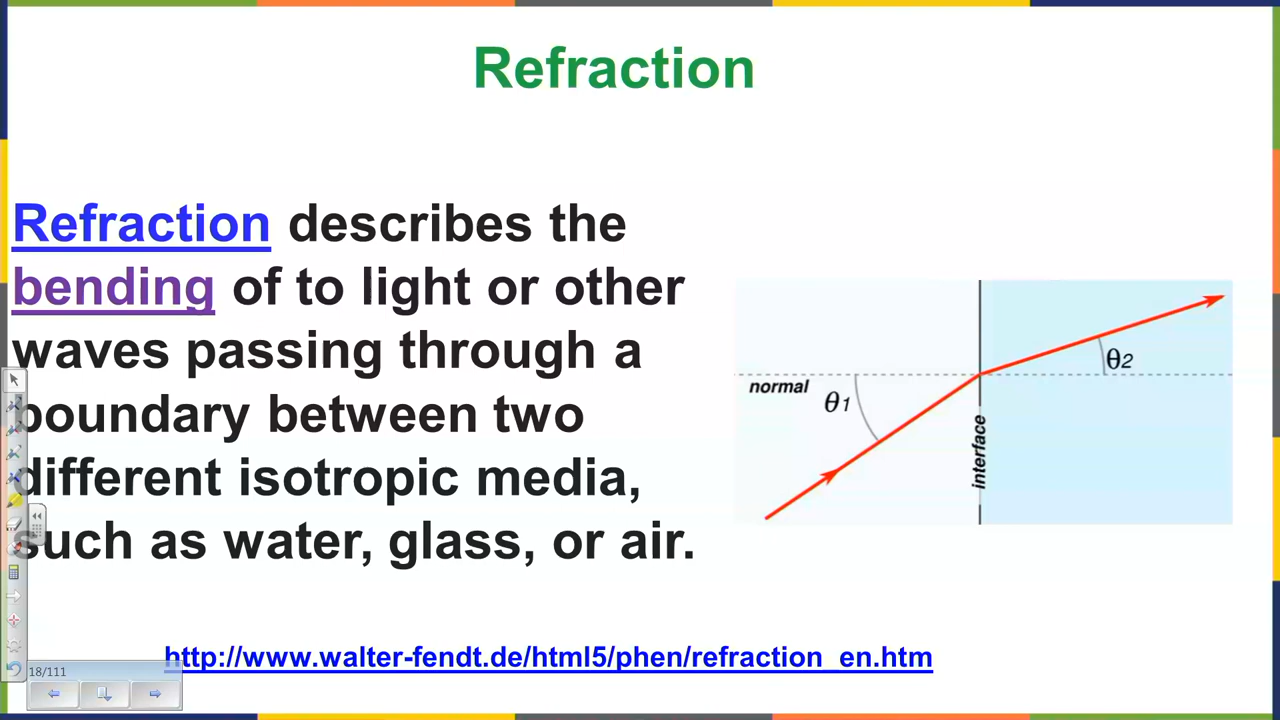 Refraction
Refraction describes the
bending of to light or other
waves passing through a
boundary between two
different isotropic media,
such as water, glass, or air.
normal
θ1
θ2
interface
http://www.walter-fendt.de/html5/phen/refraction_en.htm
18/111